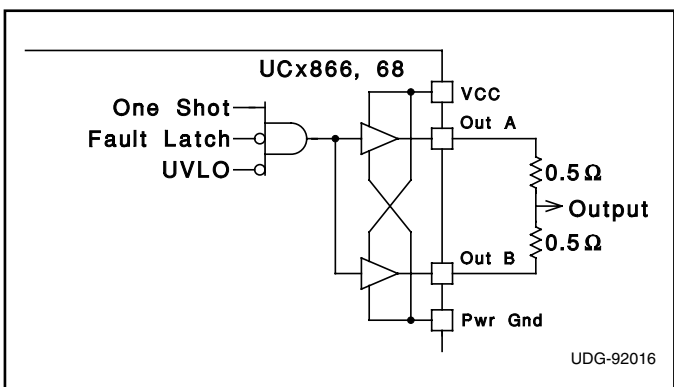 UCx866, 68
VCC
One Shot
Out A
Fault Latch
0.5Ω
UVLO
Output
0.5Ω
Out B
Pwr Gnd
UDG-92016